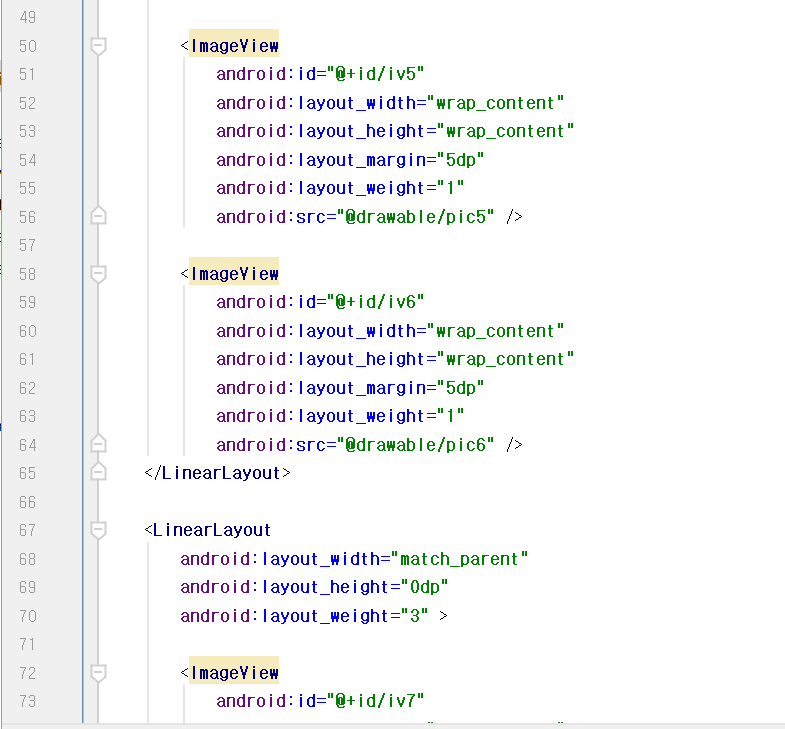 49
50 <ImageView
51 android:id="@+id/iv5"
52 android:layout_width="wrap_content"
53 android:layout_height="wrap_content"
54 android:layout_margin="5dp"
55 android:layout_weight="1"
56 android:src="@drawable/pic5" />
57
58 <ImageView
59 android:id="@+id/iv6"
60 android:layout_width="wrap_content"
61 android:layout_height="wrap_content"
62 android:layout_margin="5dp"
63 android:layout_weight="1"
64 android:src="@drawable/pic6" />
65 </LinearLayout>
66
67 <LinearLayout
68 android:layout_width="match_parent"
69 android:layout_height="0dp"
70 android:layout_weight="3" >
71
72 <ImageView
73 android:id="@+id/iv7"